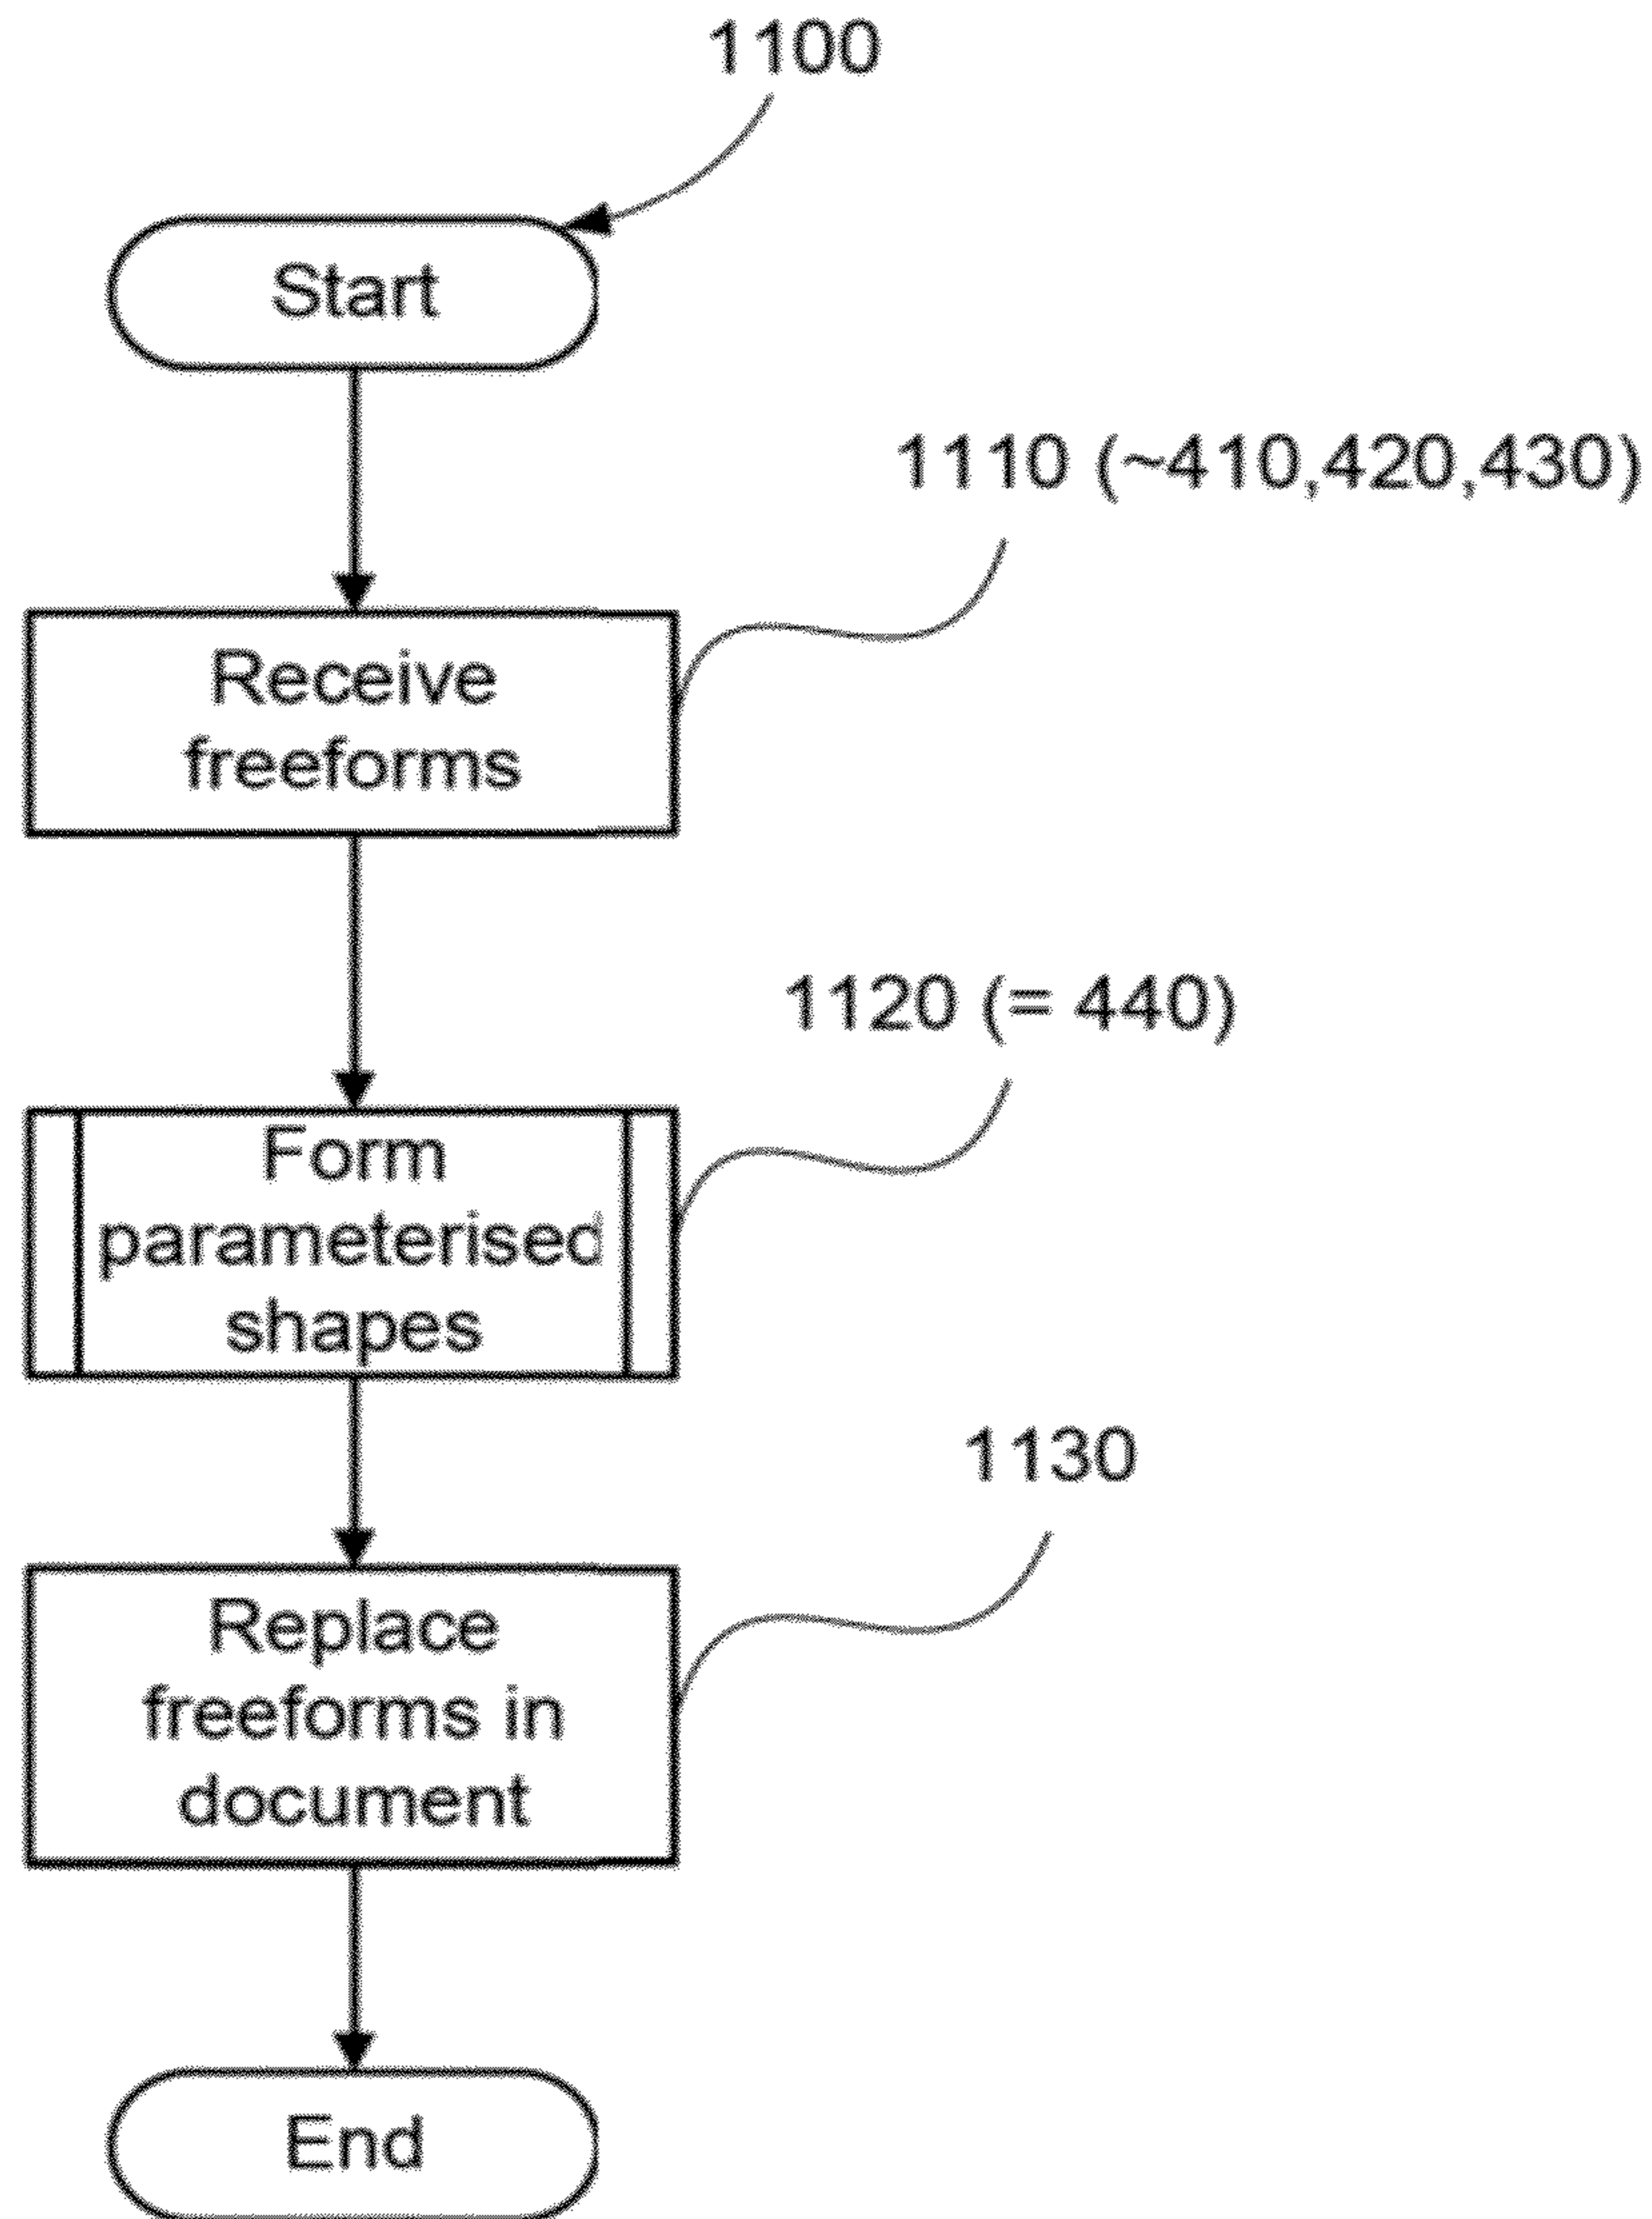 1100
Start
1110 (~410,420,430)
Receive
freeforms
1120 (= 440)
Form
parameterised
shapes
1130
Replace
freeforms in
document
End